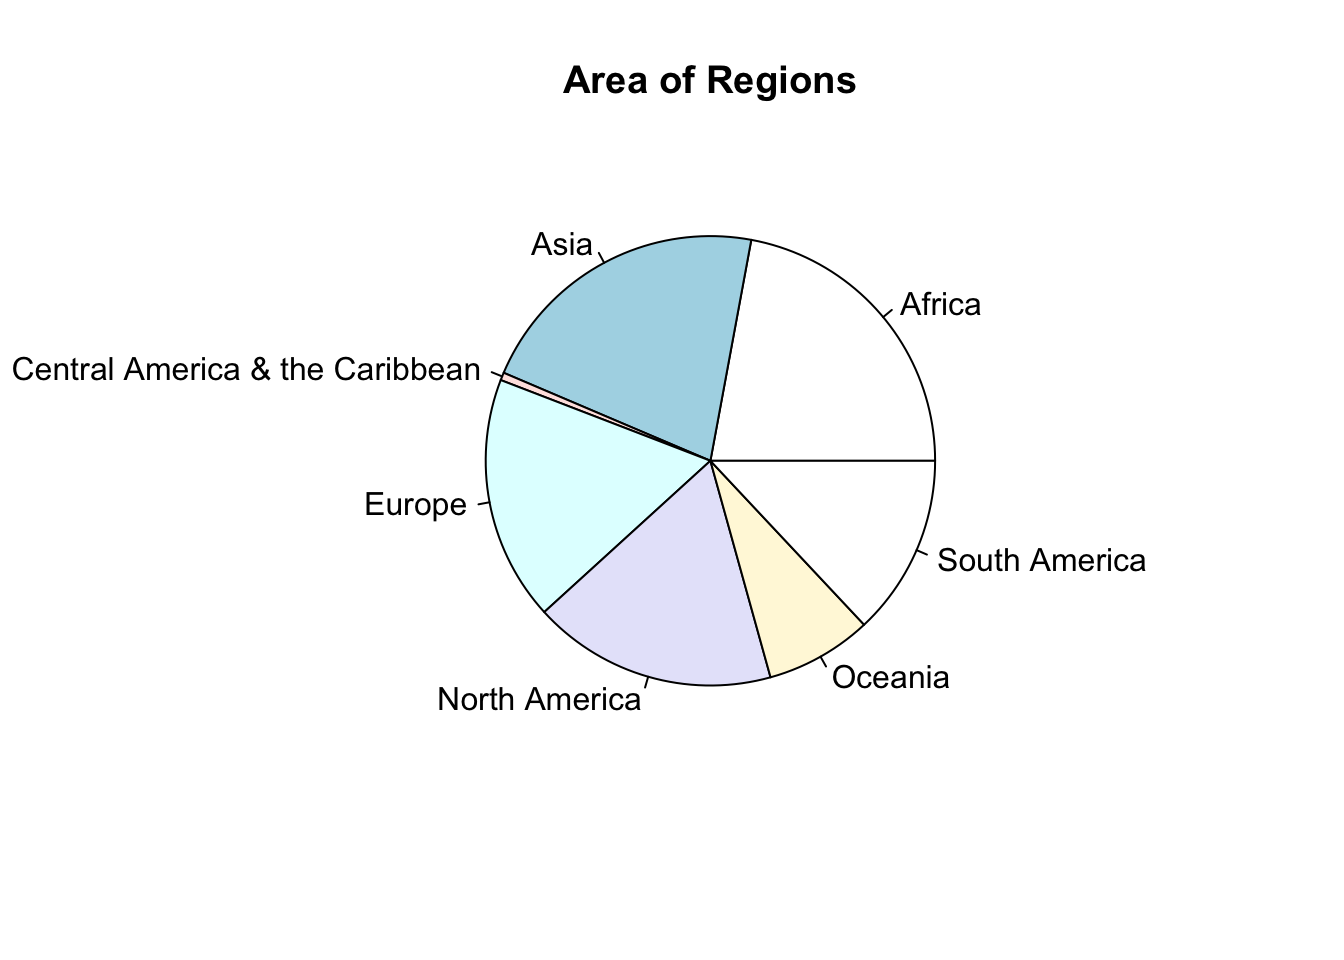 Area of Regions
Asia
Africa
Central America & the Caribbean
Europe
South America
Oceania
North America